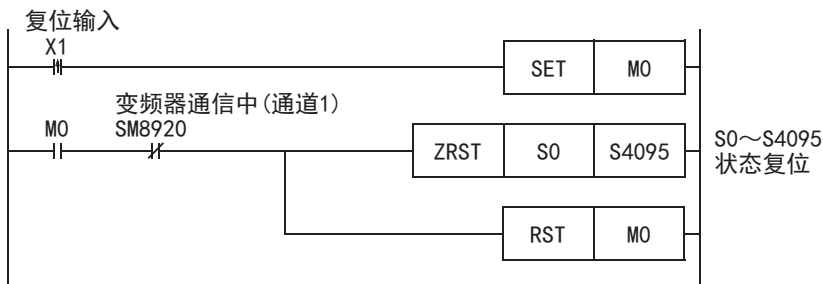 复位输入
X1
SET M0
变频器通信中(通道1)
M0 SM8920
ZRST S0 S4095
S0～S4095
状态复位
RST M0